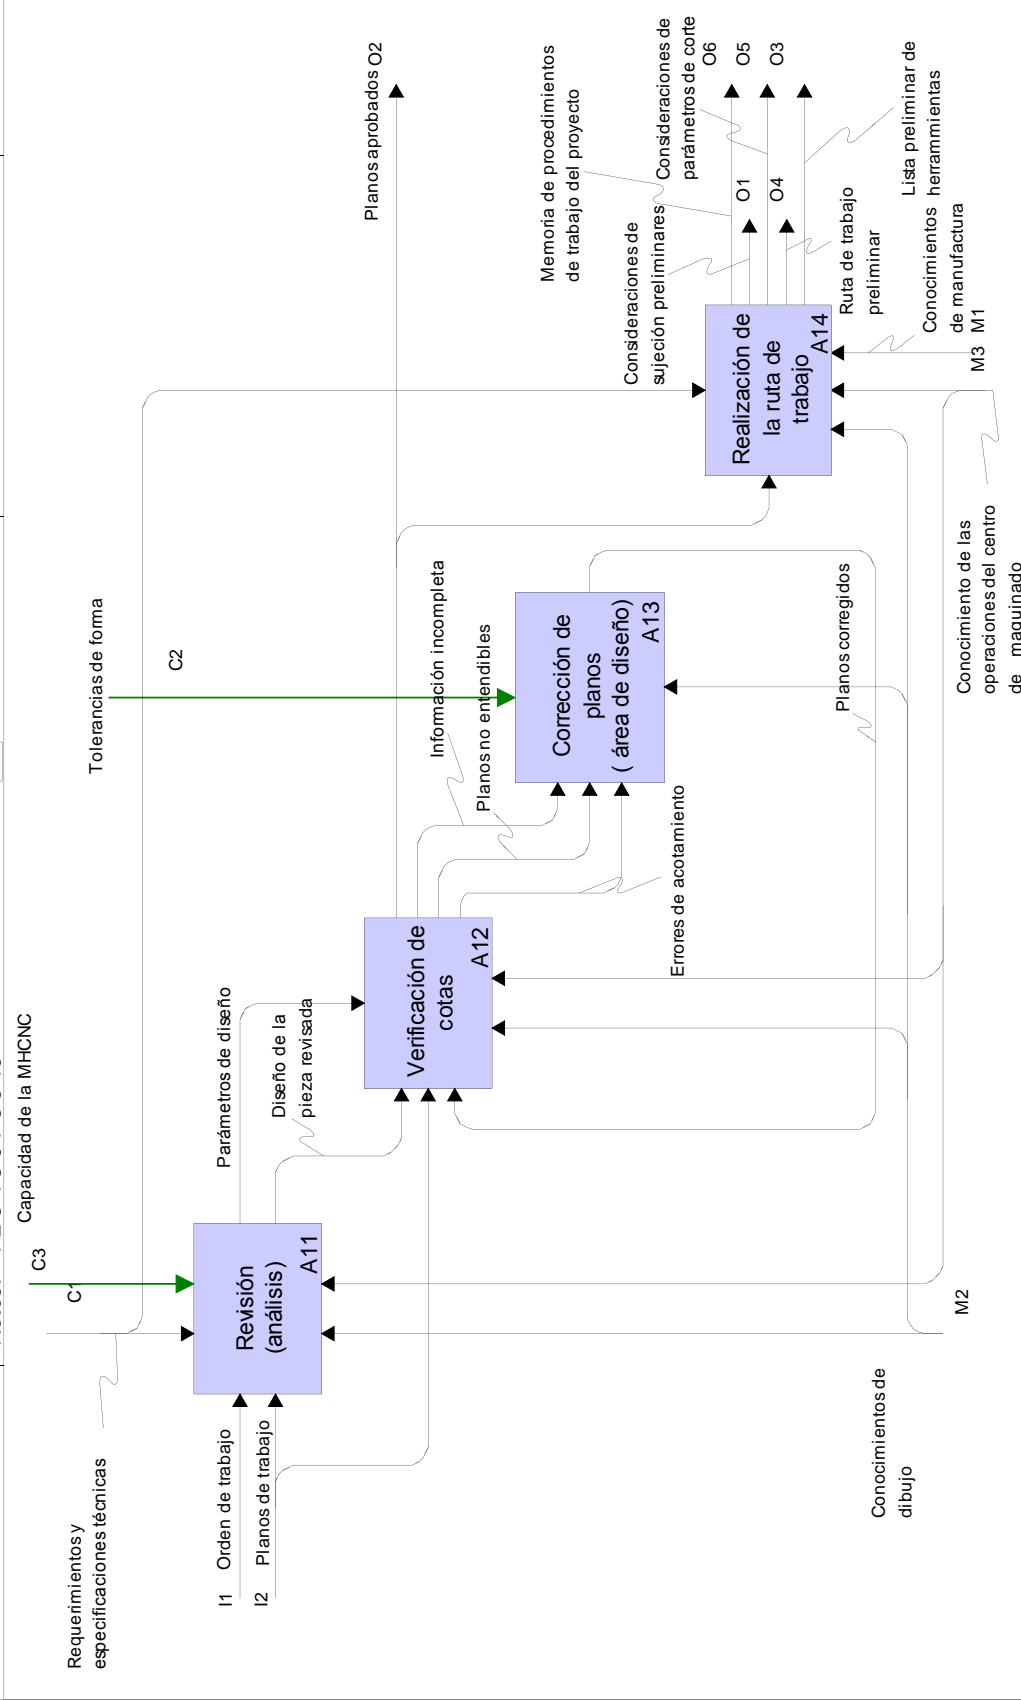 C3
Capacidad de la MHCNC
C1
Requerimientos y
especificaciones técnicas
Tolerancias de forma
C2
I1
Orden de trabajo
I2
Planos de trabajo
Revisión
(análisis)
A11
Parámetros de diseño
Diseño de la
pieza revisada
Verificación de
cotas
A12
Información incompleta
Planos no entendibles
Errores de acotamiento
Corrección de
planos
( área de diseño)
A13
Planos corregidos
Planos aprobados O2
Realización de
la ruta de
trabajo
A14
Memoria de procedimientos
de trabajo del proyecto
Consideraciones de
sujeción preliminares
Consideraciones de
parámetros de corte
O6
O5
O3
O1
O4
Ruta de trabajo
preliminar
Lista preliminar de
herrammientas
Conocimientos
de manufactura
M3 M1
Conocimiento de las
operaciones del centro
de maquinado
Conocimientos de
dibujo
M2